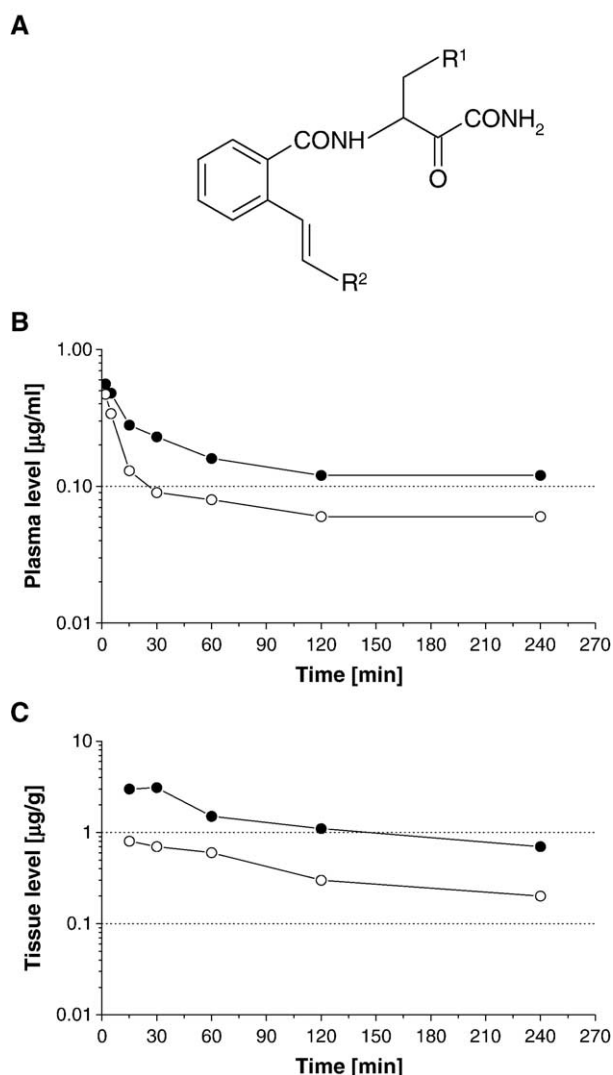 A
R¹
CONH
CONH₂
O
R²
B
1.00
0.10
0.01
Plasma level [µg/ml]
0 30 60 90 120 150 180 210 240 270
Time [min]
C
10
1
0.1
0.01
Tissue level [µg/g]
0 30 60 90 120 150 180 210 240 270
Time [min]